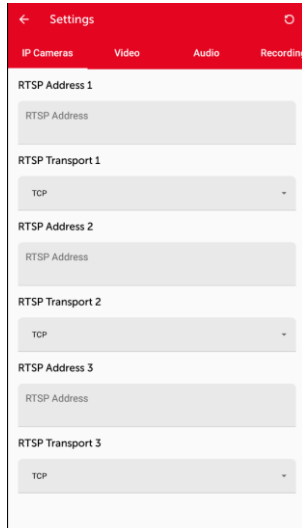 Settings
IP Cameras Video Audio Recording
RTSP Address 1
RTSP Address
RTSP Transport 1
TCP
RTSP Address 2
RTSP Address
RTSP Transport 2
TCP
RTSP Address 3
RTSP Address
RTSP Transport 3
TCP